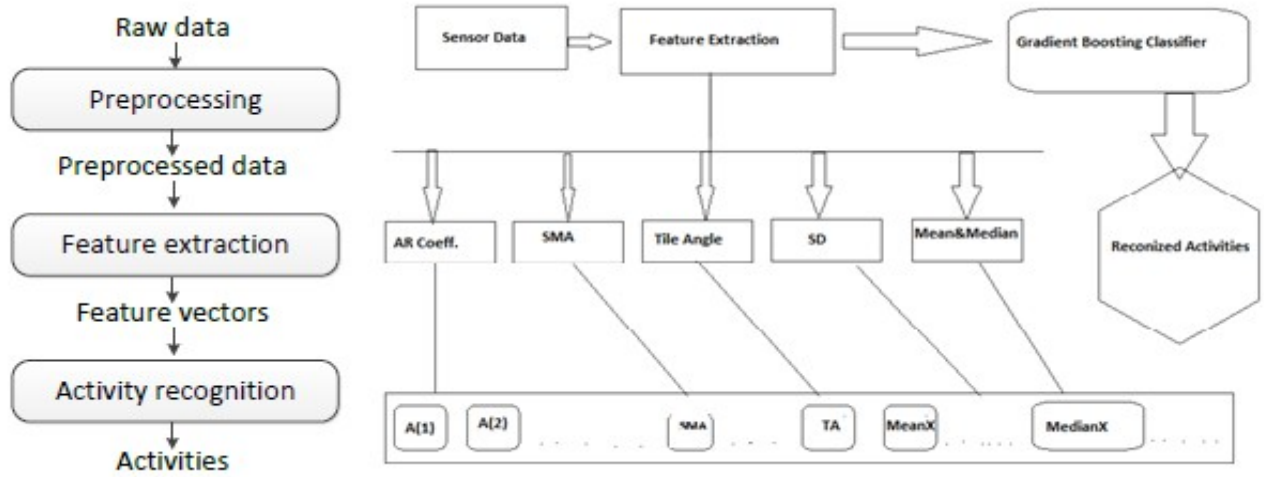 Raw data
Preprocessing
Preprocessed data
Feature extraction
Feature vectors
Activity recognition
Activities
Sensor Data
Feature Extraction
Gradient Boosting Classifier
AR Coeff.
SMA
Tile Angle
SD
Mean&Median
Reconized Activities
A(1)
A(2)
SMA
TA
MeanX
MedianX